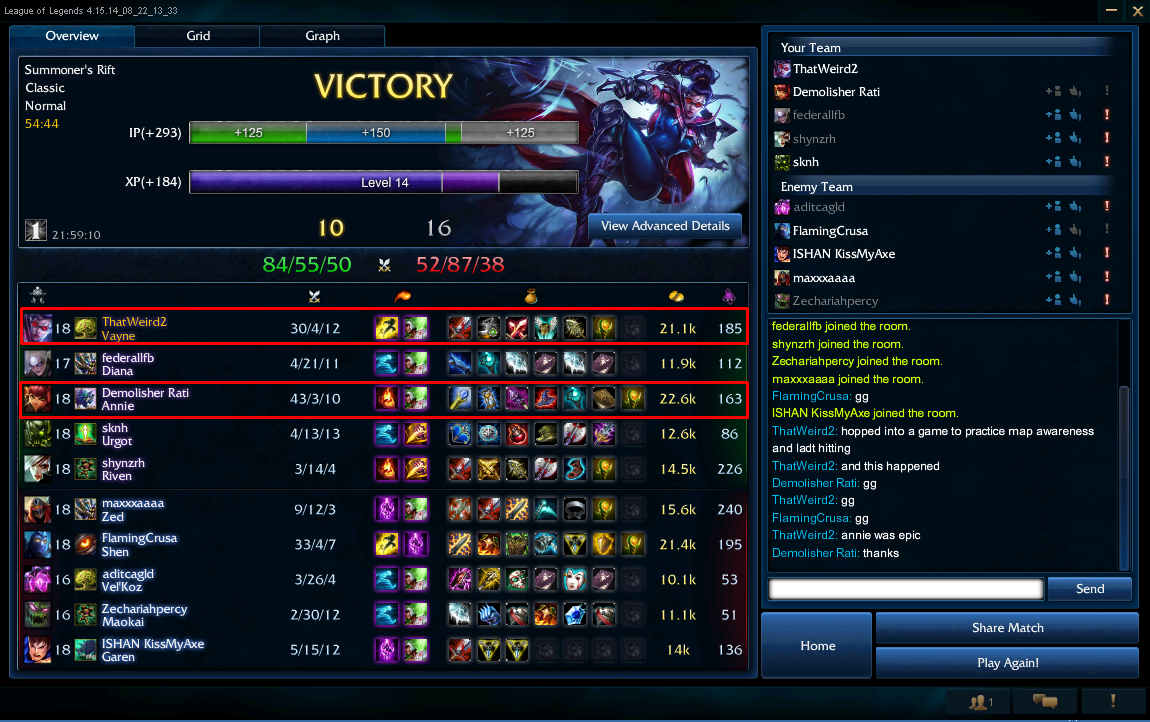 League of Legends 4.15.14_08_22_13_33
Overview
Grid
Graph
Summoner's Rift
Classic
Normal
54:44
VICTORY
IP(+293)
+125
+150
+125
XP(+184)
Level 14
1
21:59:10
10
16
View Advanced Details
84/55/50
52/87/38
18
ThatWeird2
Vayne
30/4/12
21.1k
185
17
federallfb
Diana
4/21/11
11.9k
112
18
Demolisher Rati
Annie
43/3/10
22.6k
163
18
sknh
Urgot
4/13/13
12.6k
86
18
shynzrh
Riven
3/14/4
14.5k
226
18
maxxxaaaa
Zed
9/12/3
15.6k
240
18
FlamingCrusa
Shen
33/4/7
21.4k
195
16
aditcagld
Vel'Koz
3/26/4
10.1k
53
16
Zechariahpercy
Maokai
2/30/12
11.1k
51
18
ISHAN KissMyAxe
Garen
5/15/12
14k
136
Your Team
ThatWeird2
Demolisher Rati
federallfb
shynzrh
sknh
Enemy Team
aditcagld
FlamingCrusa
ISHAN KissMyAxe
maxxxaaaa
Zechariahpercy
federallfb joined the room.
shynzrh joined the room.
Zechariahpercy joined the room.
maxxxaaaa joined the room.
FlamingCrusa: gg
ISHAN KissMyAxe joined the room.
ThatWeird2: hopped into a game to practice map awareness
and ladt hitting
ThatWeird2: and this happened
Demolisher Rati: gg
ThatWeird2: gg
FlamingCrusa: gg
ThatWeird2: annie was epic
Demolisher Rati: thanks
Send
Home
Share Match
Play Again!
1